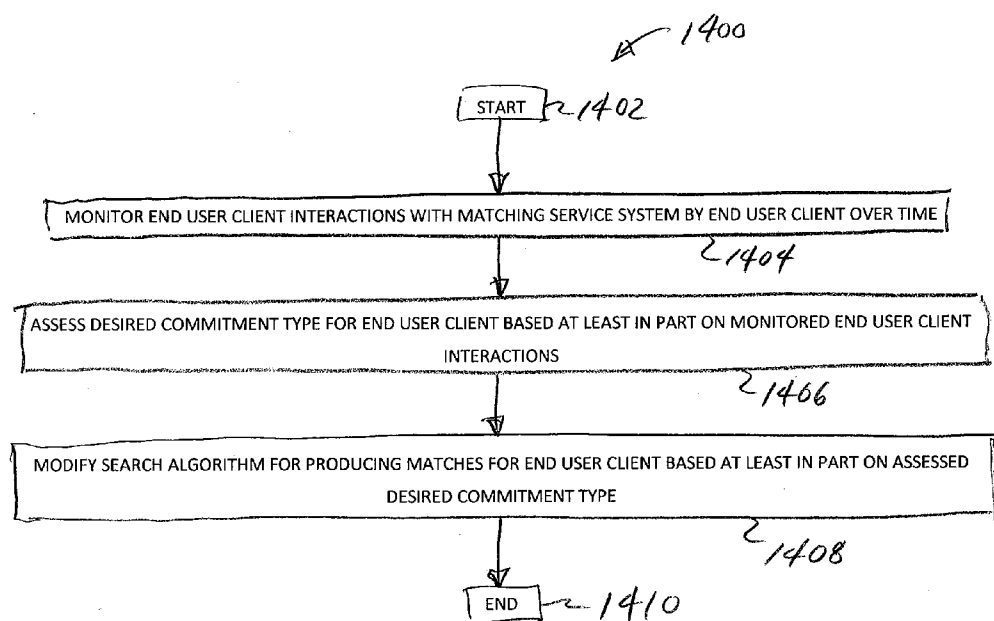 1400
START
1402
MONITOR END USER CLIENT INTERACTIONS WITH MATCHING SERVICE SYSTEM BY END USER CLIENT OVER TIME
1404
ASSESS DESIRED COMMITMENT TYPE FOR END USER CLIENT BASED AT LEAST IN PART ON MONITORED END USER CLIENT
INTERACTIONS
1406
MODIFY SEARCH ALGORITHM FOR PRODUCING MATCHES FOR END USER CLIENT BASED AT LEAST IN PART ON ASSESSED
DESIRED COMMITMENT TYPE
1408
END
1410